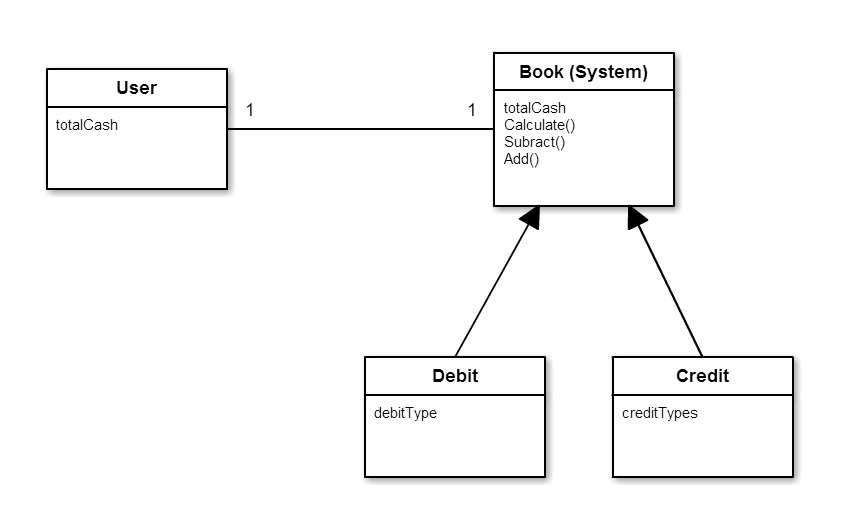 User
totalCash
1
1
Book (System)
totalCash
Calculate()
Subract()
Add()
Debit
debitType
Credit
creditTypes